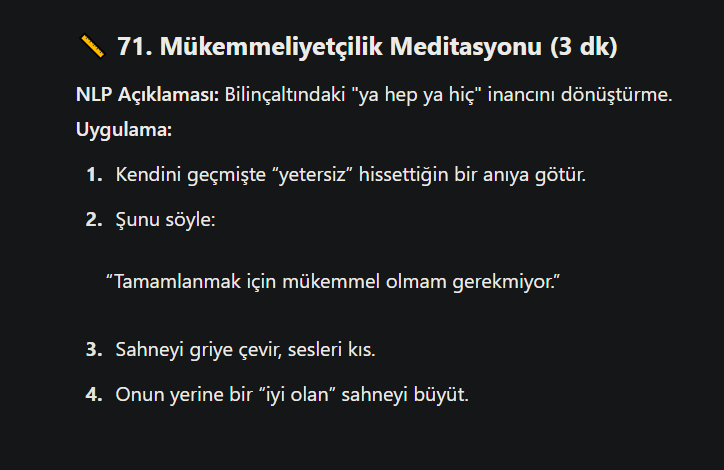 📏 71. Mükemmeliyetçilik Meditasyonu (3 dk)
NLP Açıklaması: Bilinçaltındaki "ya hep ya hiç" inancını dönüştürme.
Uygulama:
1. Kendini geçmişte “yetersiz” hissettiğin bir anıya götür.
2. Şunu söyle:
“Tamamlanmak için mükemmel olmam gerekmiyor.”
3. Sahneyi griye çevir, sesleri kıs.
4. Onun yerine bir “iyi olan” sahneyi büyüt.